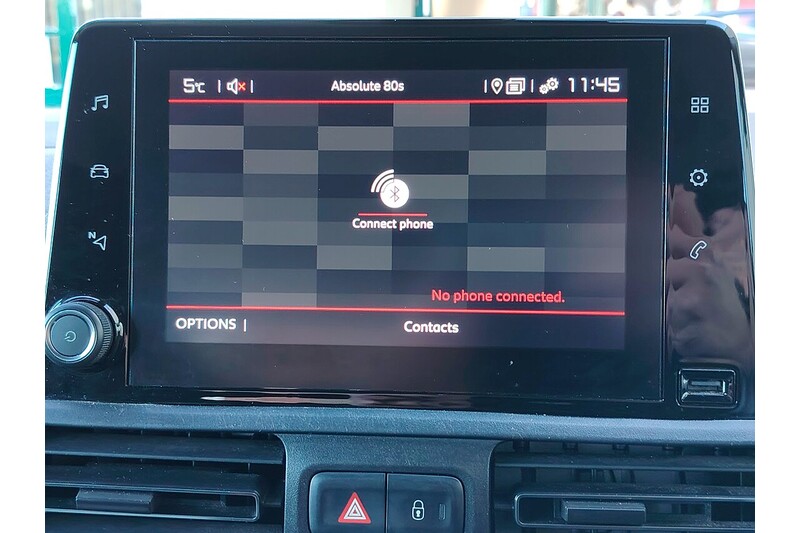 5°C Absolute 80s 11:45
N
Connect phone
No phone connected.
OPTIONS Contacts